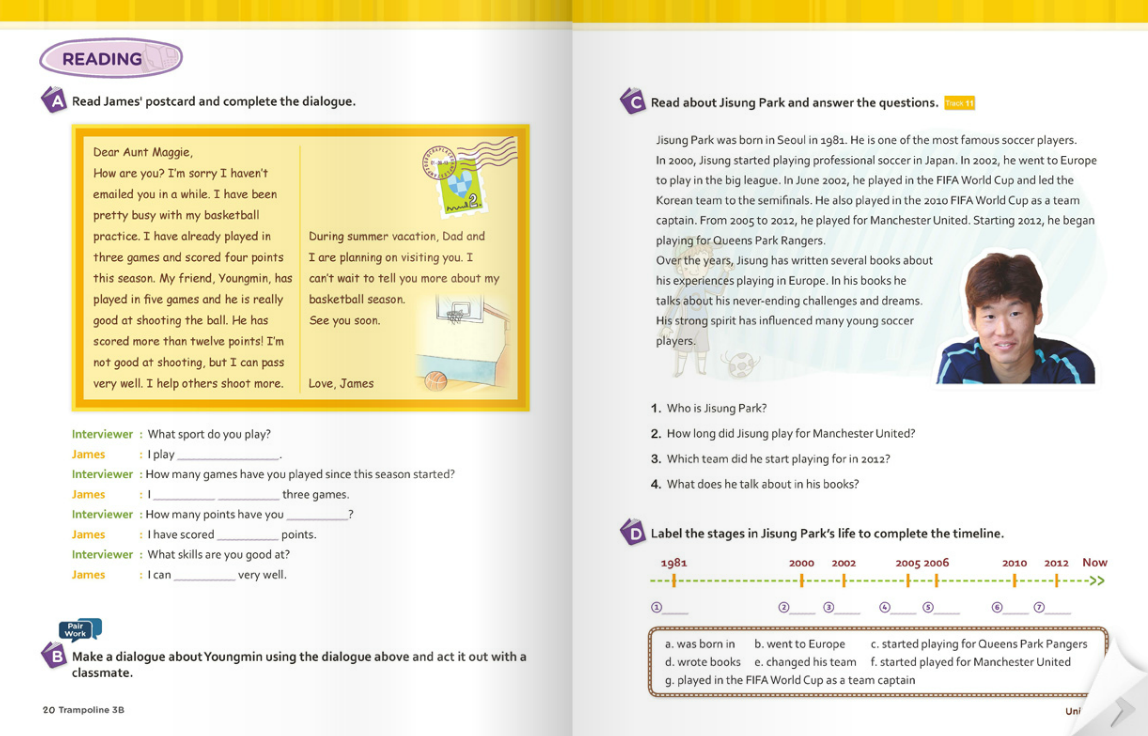 READING
A Read James' postcard and complete the dialogue.
Dear Aunt Maggie,
How are you? I'm sorry I haven't
emailed you in a while. I have been
pretty busy with my basketball
practice. I have already played in
three games and scored four points
this season. My friend, Youngmin, has
played in five games and he is really
good at shooting the ball. He has
scored more than twelve points! I'm
not good at shooting, but I can pass
very well. I help others shoot more.
2.
During summer vacation, Dad and
I are planning on visiting you. I
can't wait to tell you more about my
basketball season.
See you soon.
Love, James
Interviewer : What sport do you play?
James : I play ____________.
Interviewer : How many games have you played since this season started?
James : I ________ ________ three games.
Interviewer : How many points have you ________?
James : I have scored ________ points.
Interviewer : What skills are you good at?
James : I can ________ very well.
Pair
Work
B Make a dialogue about Youngmin using the dialogue above and act it out with a
classmate.
20 Trampoline 3B
C Read about Jisung Park and answer the questions. Track 11
Jisung Park was born in Seoul in 1981. He is one of the most famous soccer players.
In 2000, Jisung started playing professional soccer in Japan. In 2002, he went to Europe
to play in the big league. In June 2002, he played in the FIFA World Cup and led the
Korean team to the semifinals. He also played in the 2010 FIFA World Cup as a team
captain. From 2005 to 2012, he played for Manchester United. Starting 2012, he began
playing for Queens Park Rangers.
Over the years, Jisung has written several books about
his experiences playing in Europe. In his books he
talks about his never-ending challenges and dreams.
His strong spirit has influenced many young soccer
players.
1. Who is Jisung Park?
2. How long did Jisung play for Manchester United?
3. Which team did he start playing for in 2012?
4. What does he talk about in his books?
D Label the stages in Jisung Park's life to complete the timeline.
1981 2000 2002 2005 2006 2010 2012 Now
① ____ ② ____ ③ ____ ④ ____ ⑤ ____ ⑥ ____ ⑦ ____
a. was born in b. went to Europe c. started playing for Queens Park Pangers
d. wrote books e. changed his team f. started played for Manchester United
g. played in the FIFA World Cup as a team captain